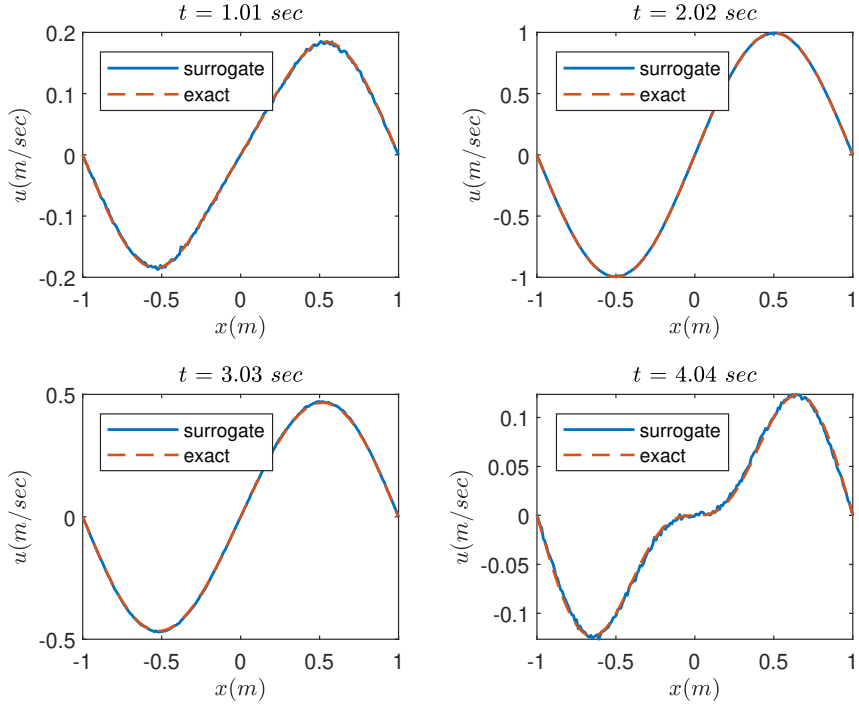 t = 1.01 sec
0.2
0.1
0
-0.1
-0.2
u(m/sec)
surrogate
exact
-1
-0.5
0
0.5
1
x(m)
t = 2.02 sec
1
0.5
0
-0.5
-1
u(m/sec)
surrogate
exact
-1
-0.5
0
0.5
1
x(m)
t = 3.03 sec
0.5
0
-0.5
u(m/sec)
surrogate
exact
-1
-0.5
0
0.5
1
x(m)
t = 4.04 sec
0.1
0.05
0
-0.05
-0.1
u(m/sec)
surrogate
exact
-1
-0.5
0
0.5
1
x(m)